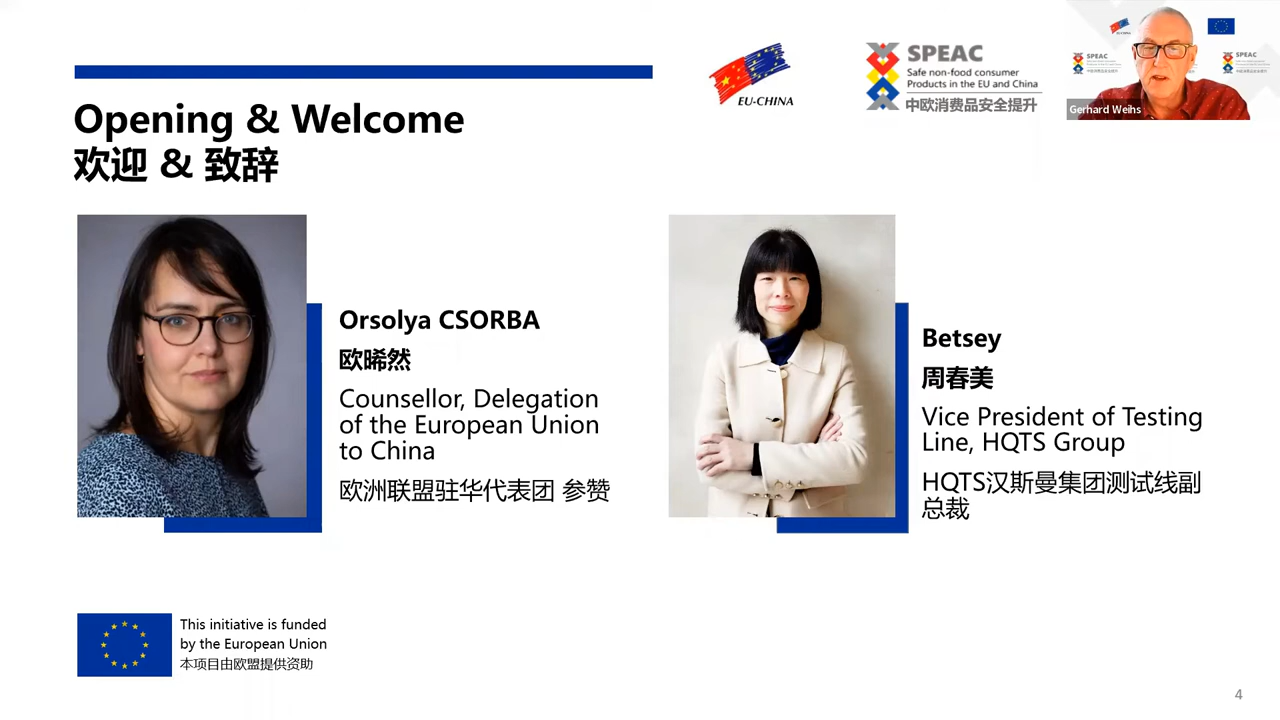 Opening & Welcome
欢迎 & 致辞
EU-CHINA
SPEAC
Safe non-food consumer
Products in the EU and China
中欧消费品安全提升
SPEAC
SPEAC
Gerhard Weihs
Orsolya CSORBA
欧晞然
Counsellor, Delegation
of the European Union
to China
欧洲联盟驻华代表团 参赞
Betsey
周春美
Vice President of Testing
Line, HQTS Group
HQTS汉斯曼集团测试线副
总裁
This initiative is funded
by the European Union
本项目由欧盟提供资助
4